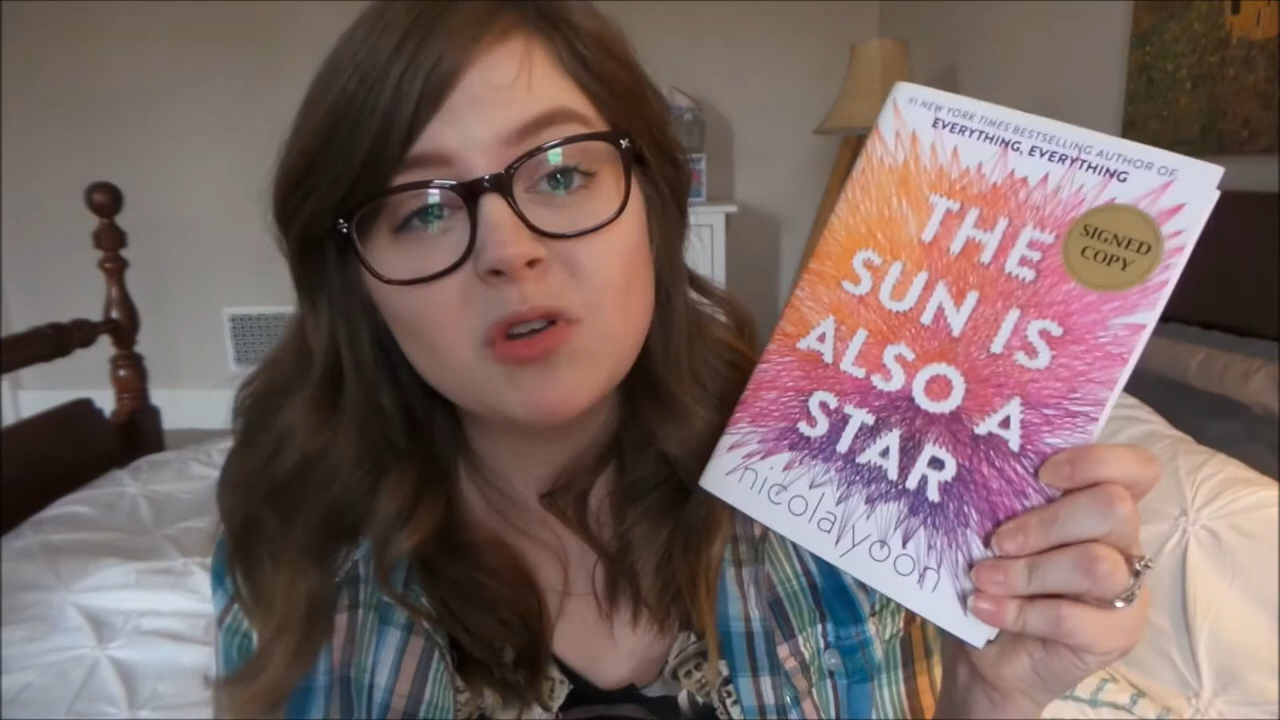 #1 NEW YORK TIMES BESTSELLING AUTHOR OF
EVERYTHING, EVERYTHING
THE
SUN IS
ALSO A
STAR
SIGNED
COPY
nicola yoon